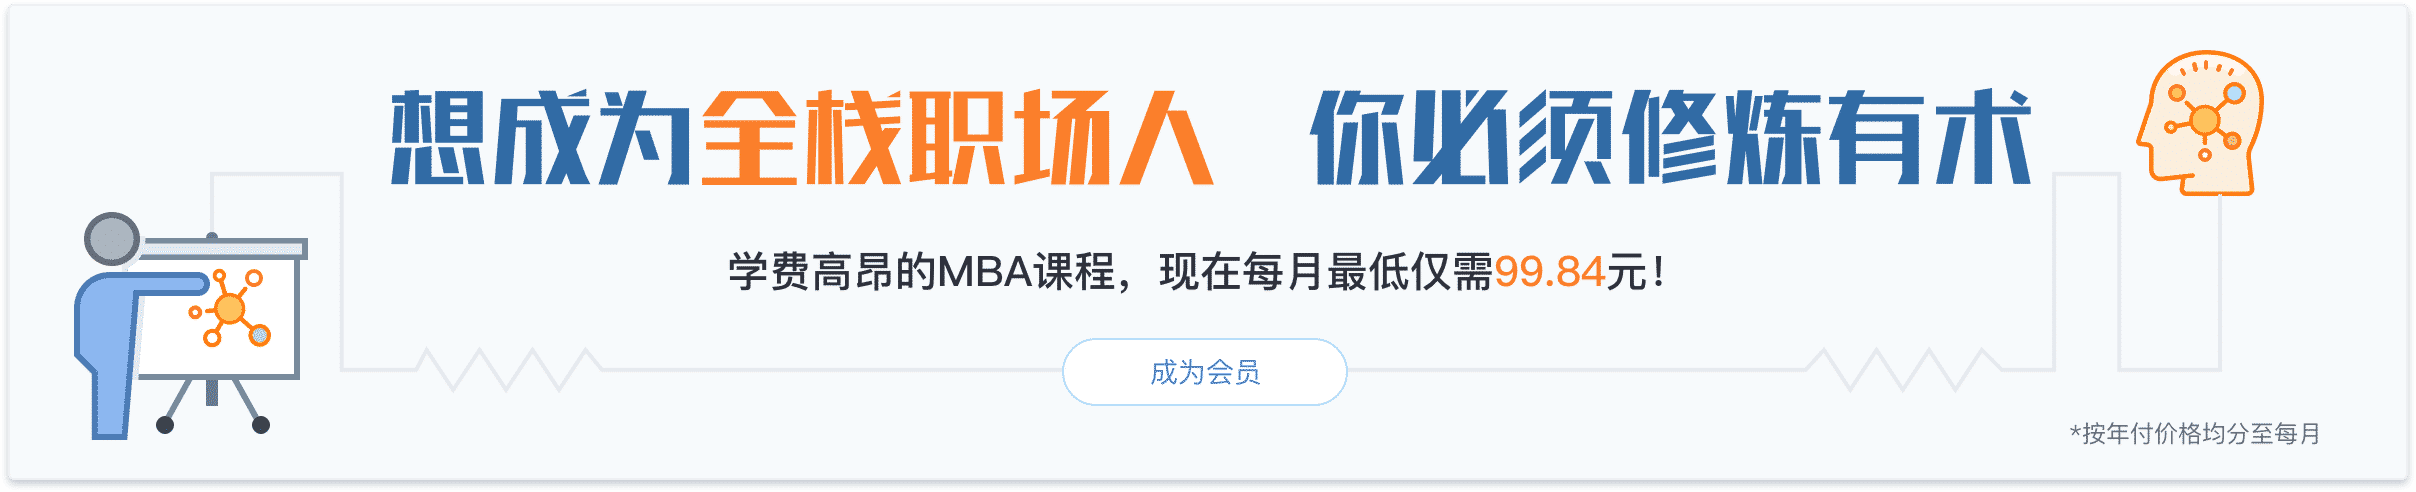 想成为全栈职场人 你必须修炼有术
学费高昂的MBA课程，现在每月最低仅需99.84元！
成为会员
*按年付价格均分至每月